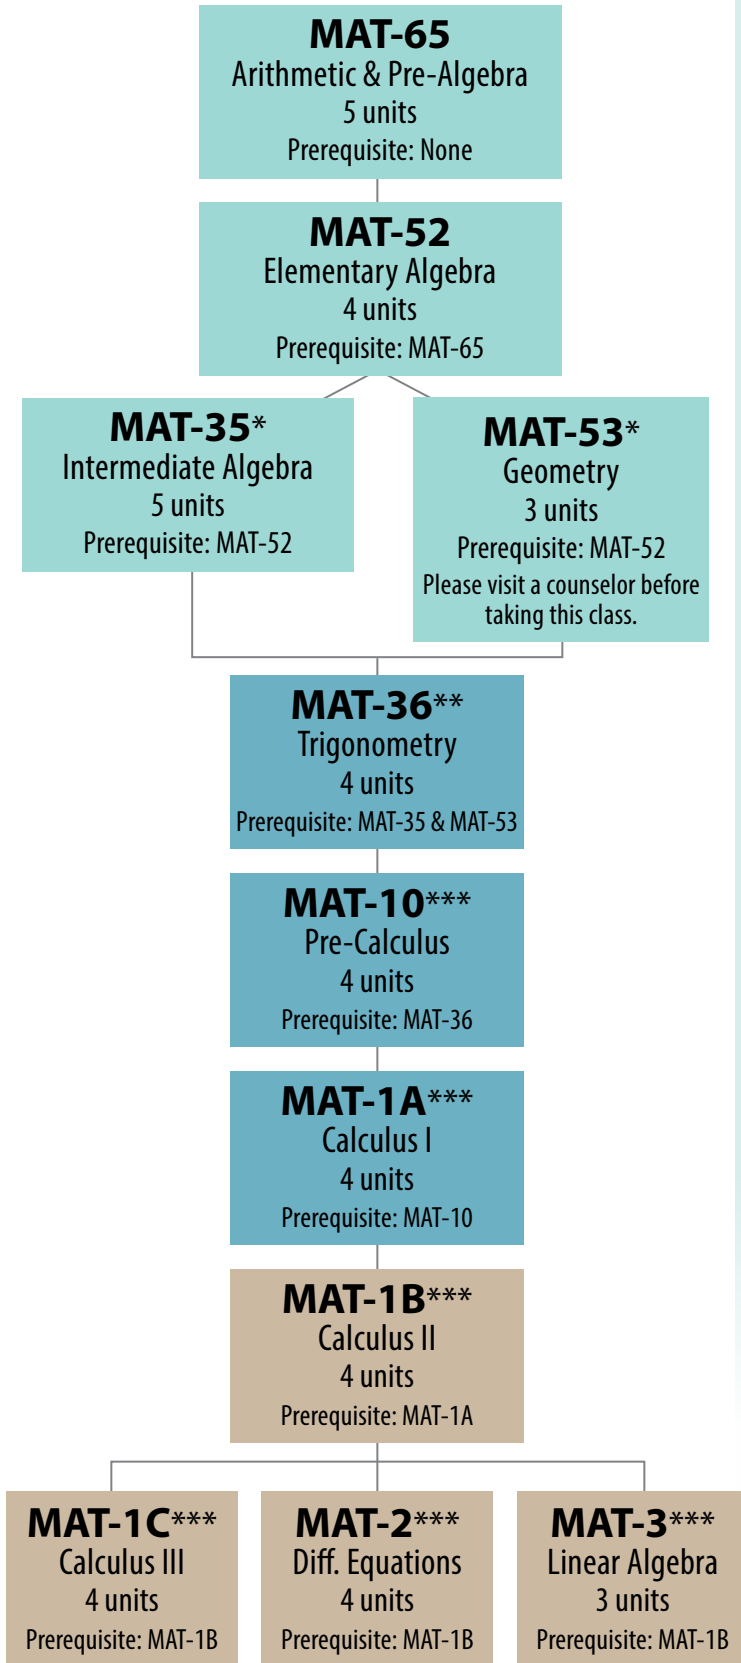 MAT-65
Arithmetic & Pre-Algebra
5 units
Prerequisite: None
MAT-52
Elementary Algebra
4 units
Prerequisite: MAT-65
MAT-35*
Intermediate Algebra
5 units
Prerequisite: MAT-52
MAT-53*
Geometry
3 units
Prerequisite: MAT-52
Please visit a counselor before
taking this class.
MAT-36**
Trigonometry
4 units
Prerequisite: MAT-35 & MAT-53
MAT-10***
Pre-Calculus
4 units
Prerequisite: MAT-36
MAT-1A***
Calculus I
4 units
Prerequisite: MAT-10
MAT-1B***
Calculus II
4 units
Prerequisite: MAT-1A
MAT-1C***
Calculus III
4 units
Prerequisite: MAT-1B
MAT-2***
Diff. Equations
4 units
Prerequisite: MAT-1B
MAT-3***
Linear Algebra
3 units
Prerequisite: MAT-1B